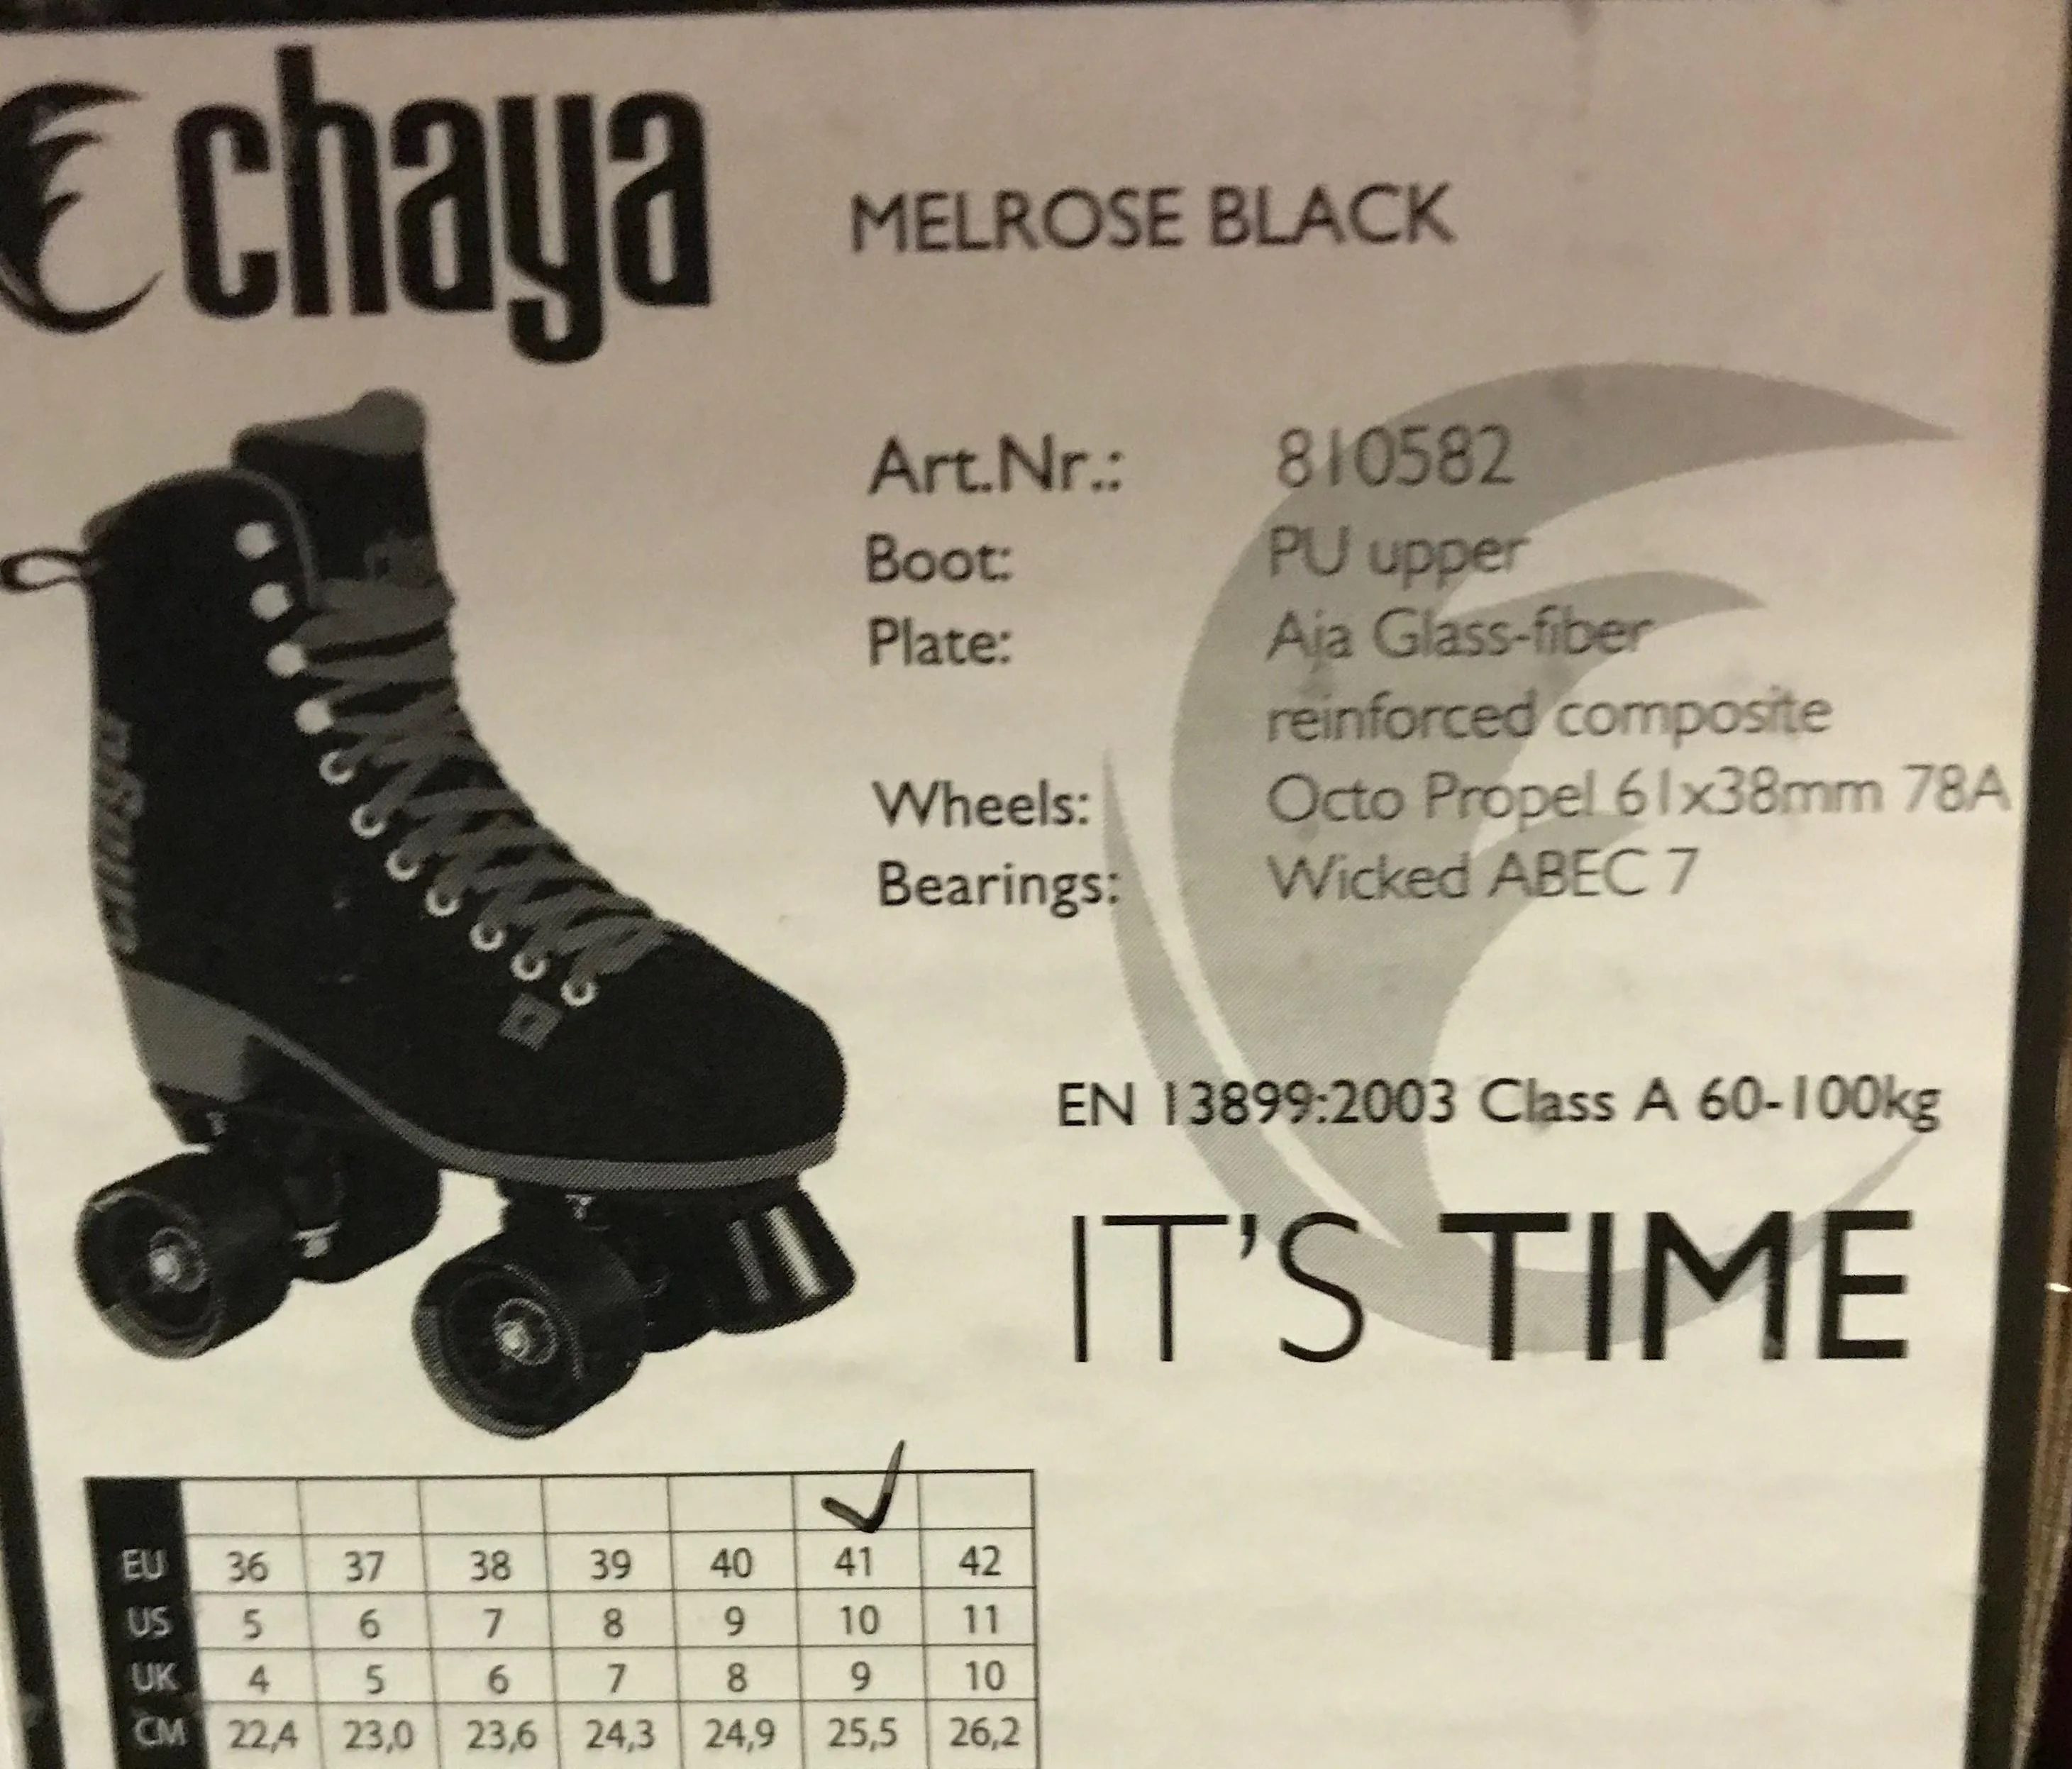 chaya
MELROSE BLACK
Art.Nr.: 810582
Boot: PU upper
Plate: Aja Glass-fiber
reinforced composite
Wheels: Octo Propel 61x38mm 78A
Bearings: Wicked ABEC 7
chaya
EN 13899:2003 Class A 60-100kg
IT'S TIME
EU 36 37 38 39 40 41 42
US 5 6 7 8 9 10 11
UK 4 5 6 7 8 9 10
CM 22,4 23,0 23,6 24,3 24,9 25,5 26,2